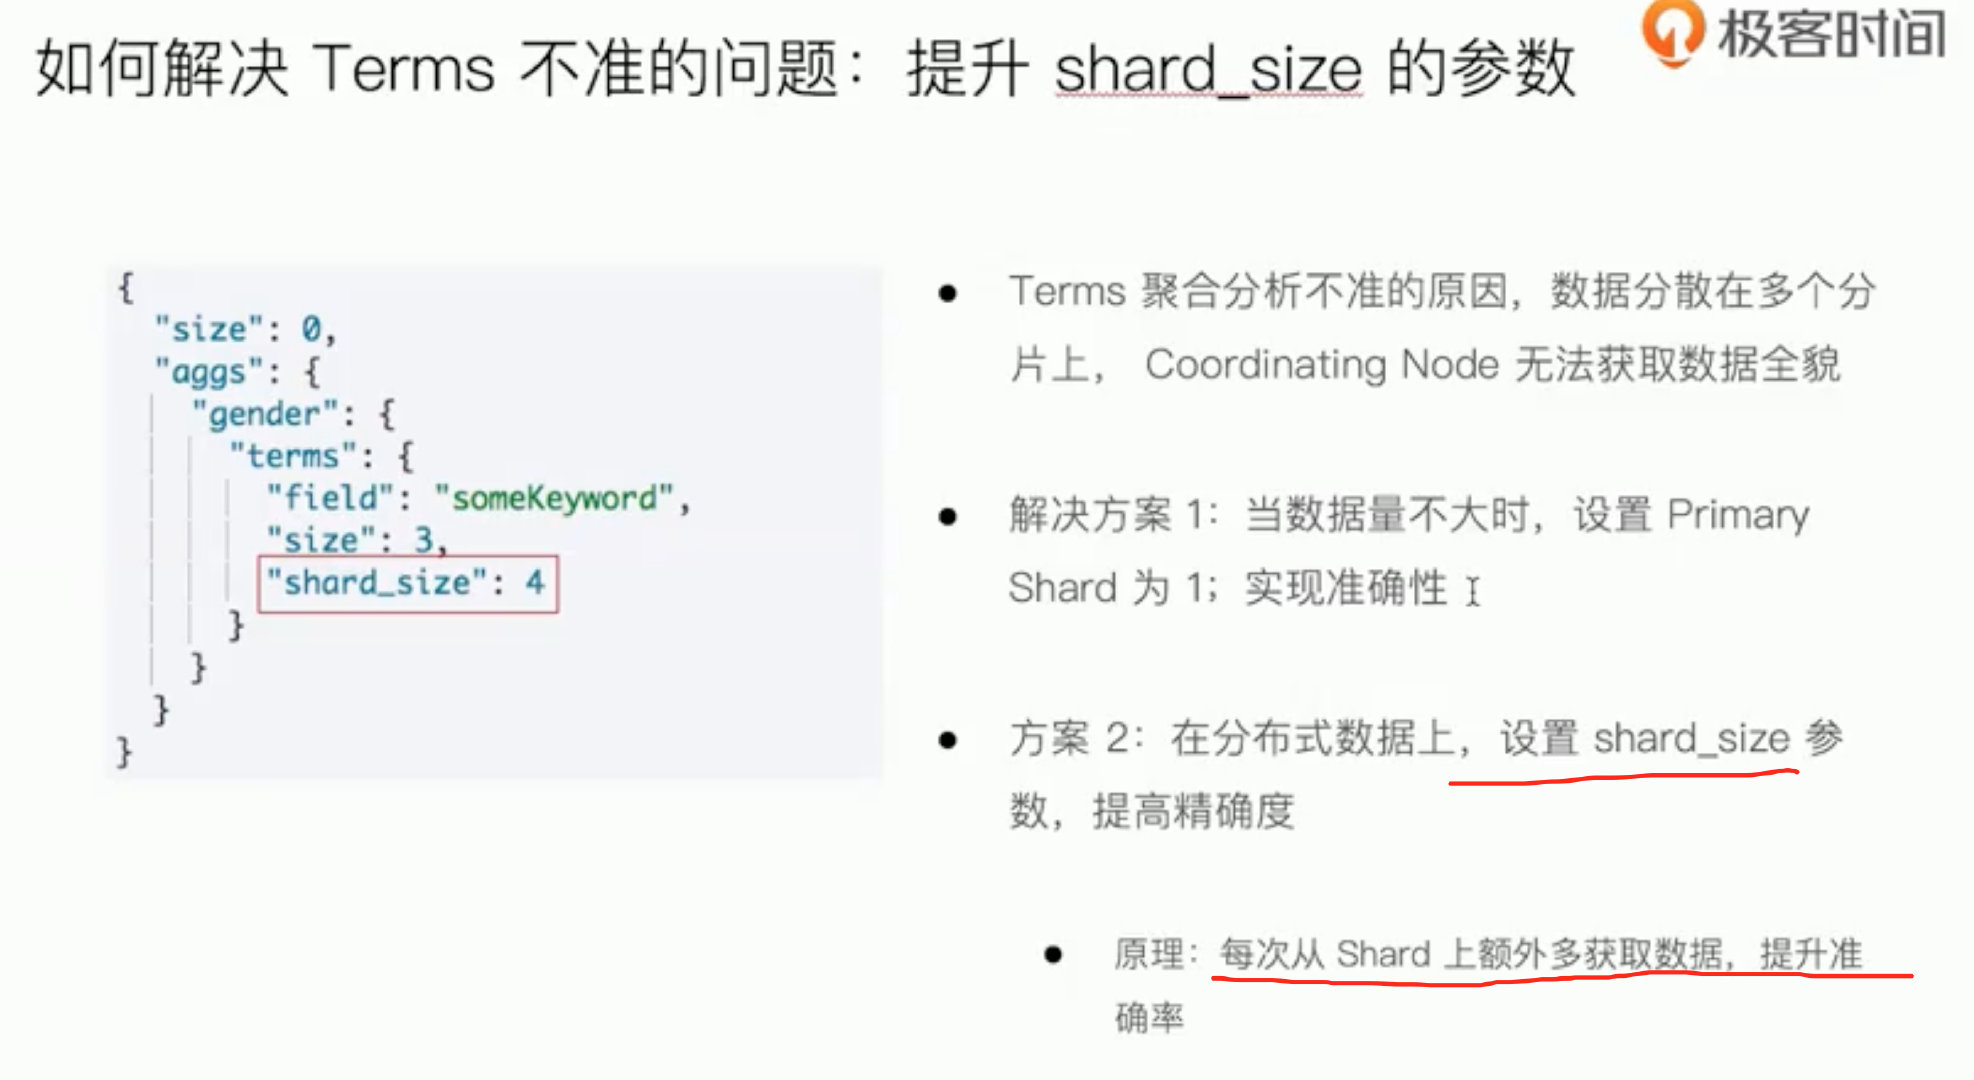 极客时间
如何解决 Terms 不准的问题：提升 shard_size 的参数
{
"size": 0,
"aggs": {
"gender": {
"terms": {
"field": "someKeyword",
"size": 3,
"shard_size": 4
}
}
}
}
Terms 聚合分析不准的原因，数据分散在多个分
片上， Coordinating Node 无法获取数据全貌
解决方案 1：当数据量不大时，设置 Primary
Shard 为 1；实现准确性
方案 2：在分布式数据上，设置 shard_size 参
数，提高精确度
原理：每次从 Shard 上额外多获取数据，提升准
确率